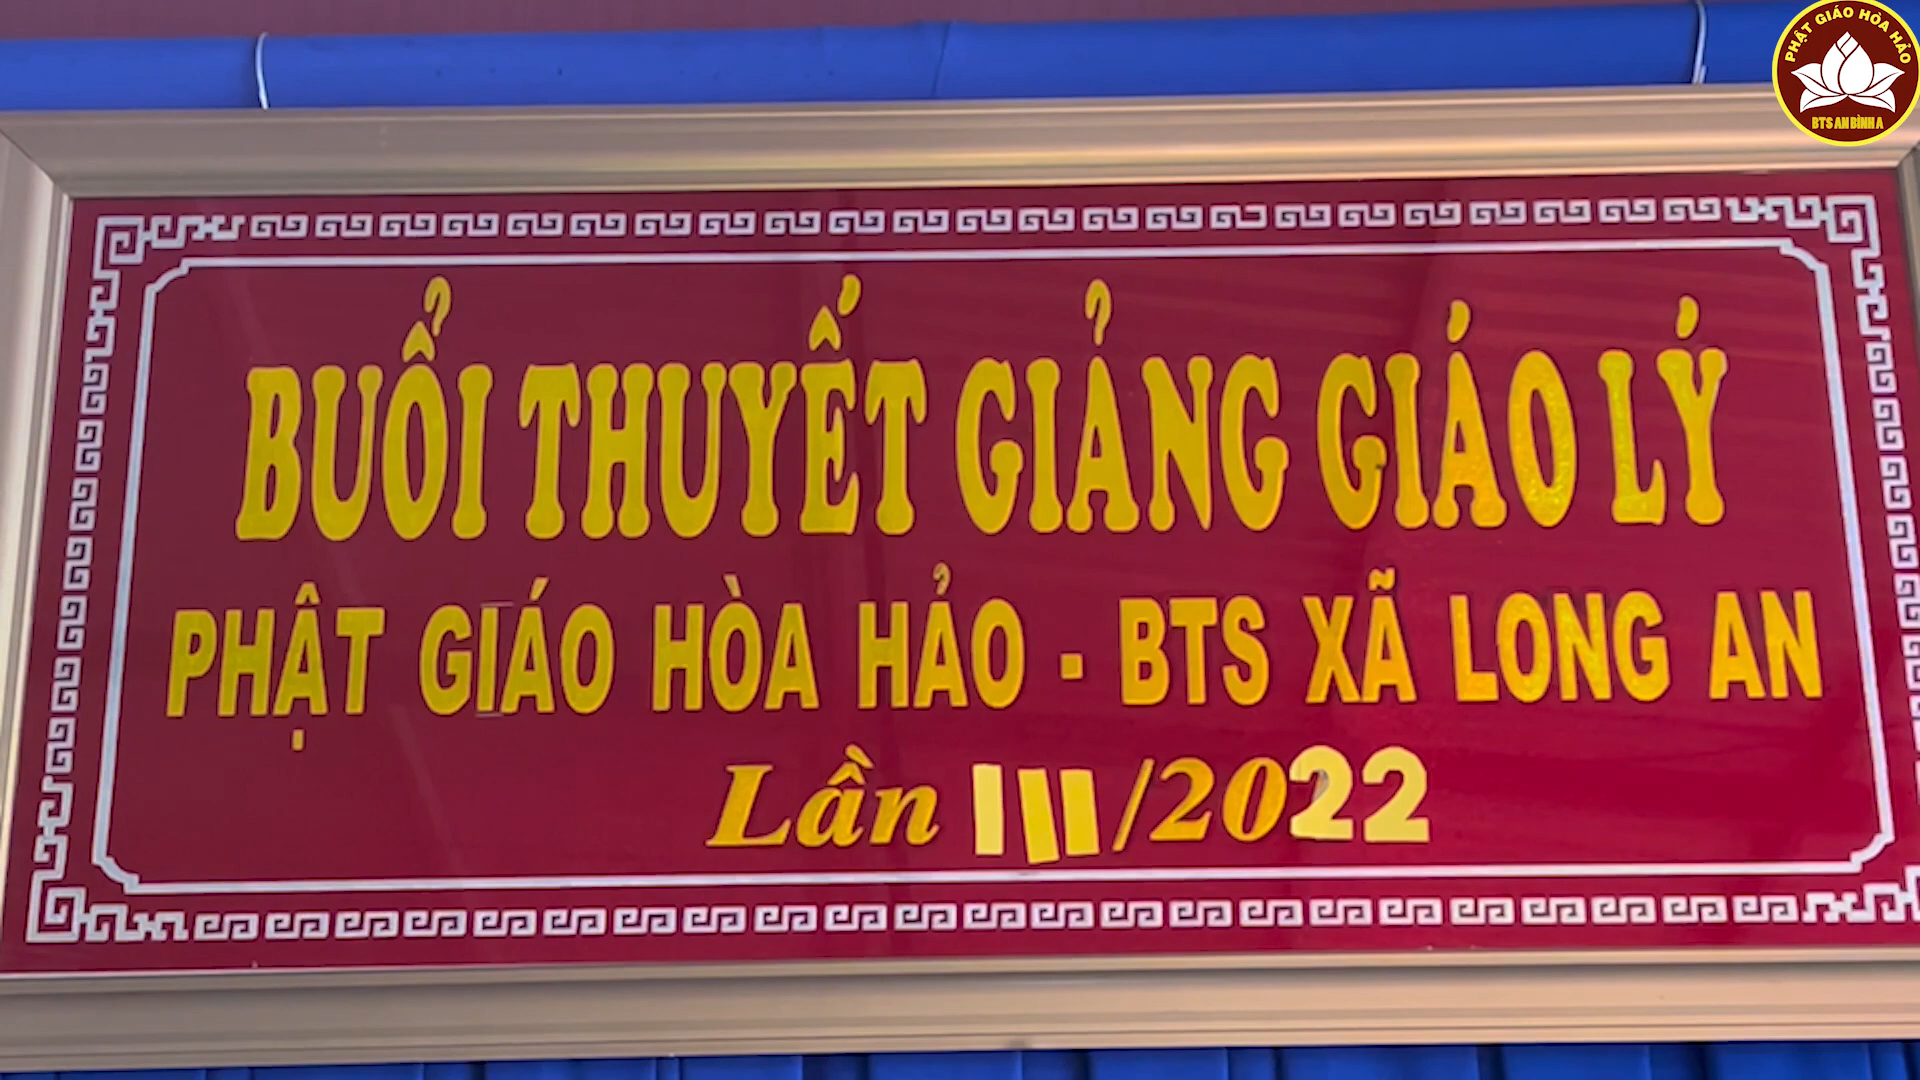 PHẬT GIÁO HÒA HẢO
BTS AN BÌNH A
BUỔI THUYẾT GIẢNG GIÁO LÝ
PHẬT GIÁO HÒA HẢO - BTS XÃ LONG AN
Lần III/2022